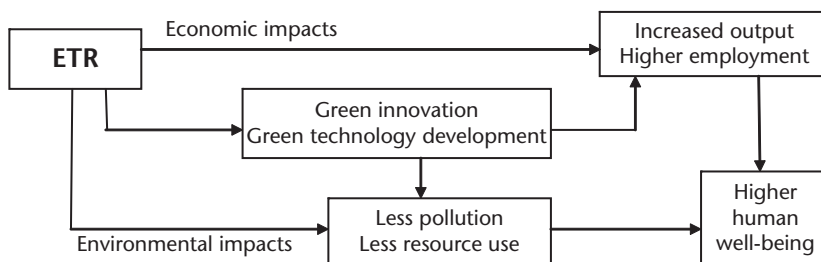 Economic impacts
ETR
Increased output
Higher employment
Green innovation
Green technology development
Less pollution
Less resource use
Environmental impacts
Higher
human
well-being